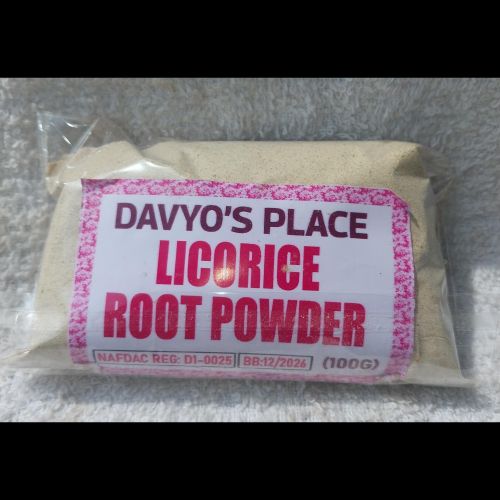 DAVYO'S PLACE
LICORICE
ROOT POWDER
NAFDAC REG: D1-0025 BB:12/2026 (100G)